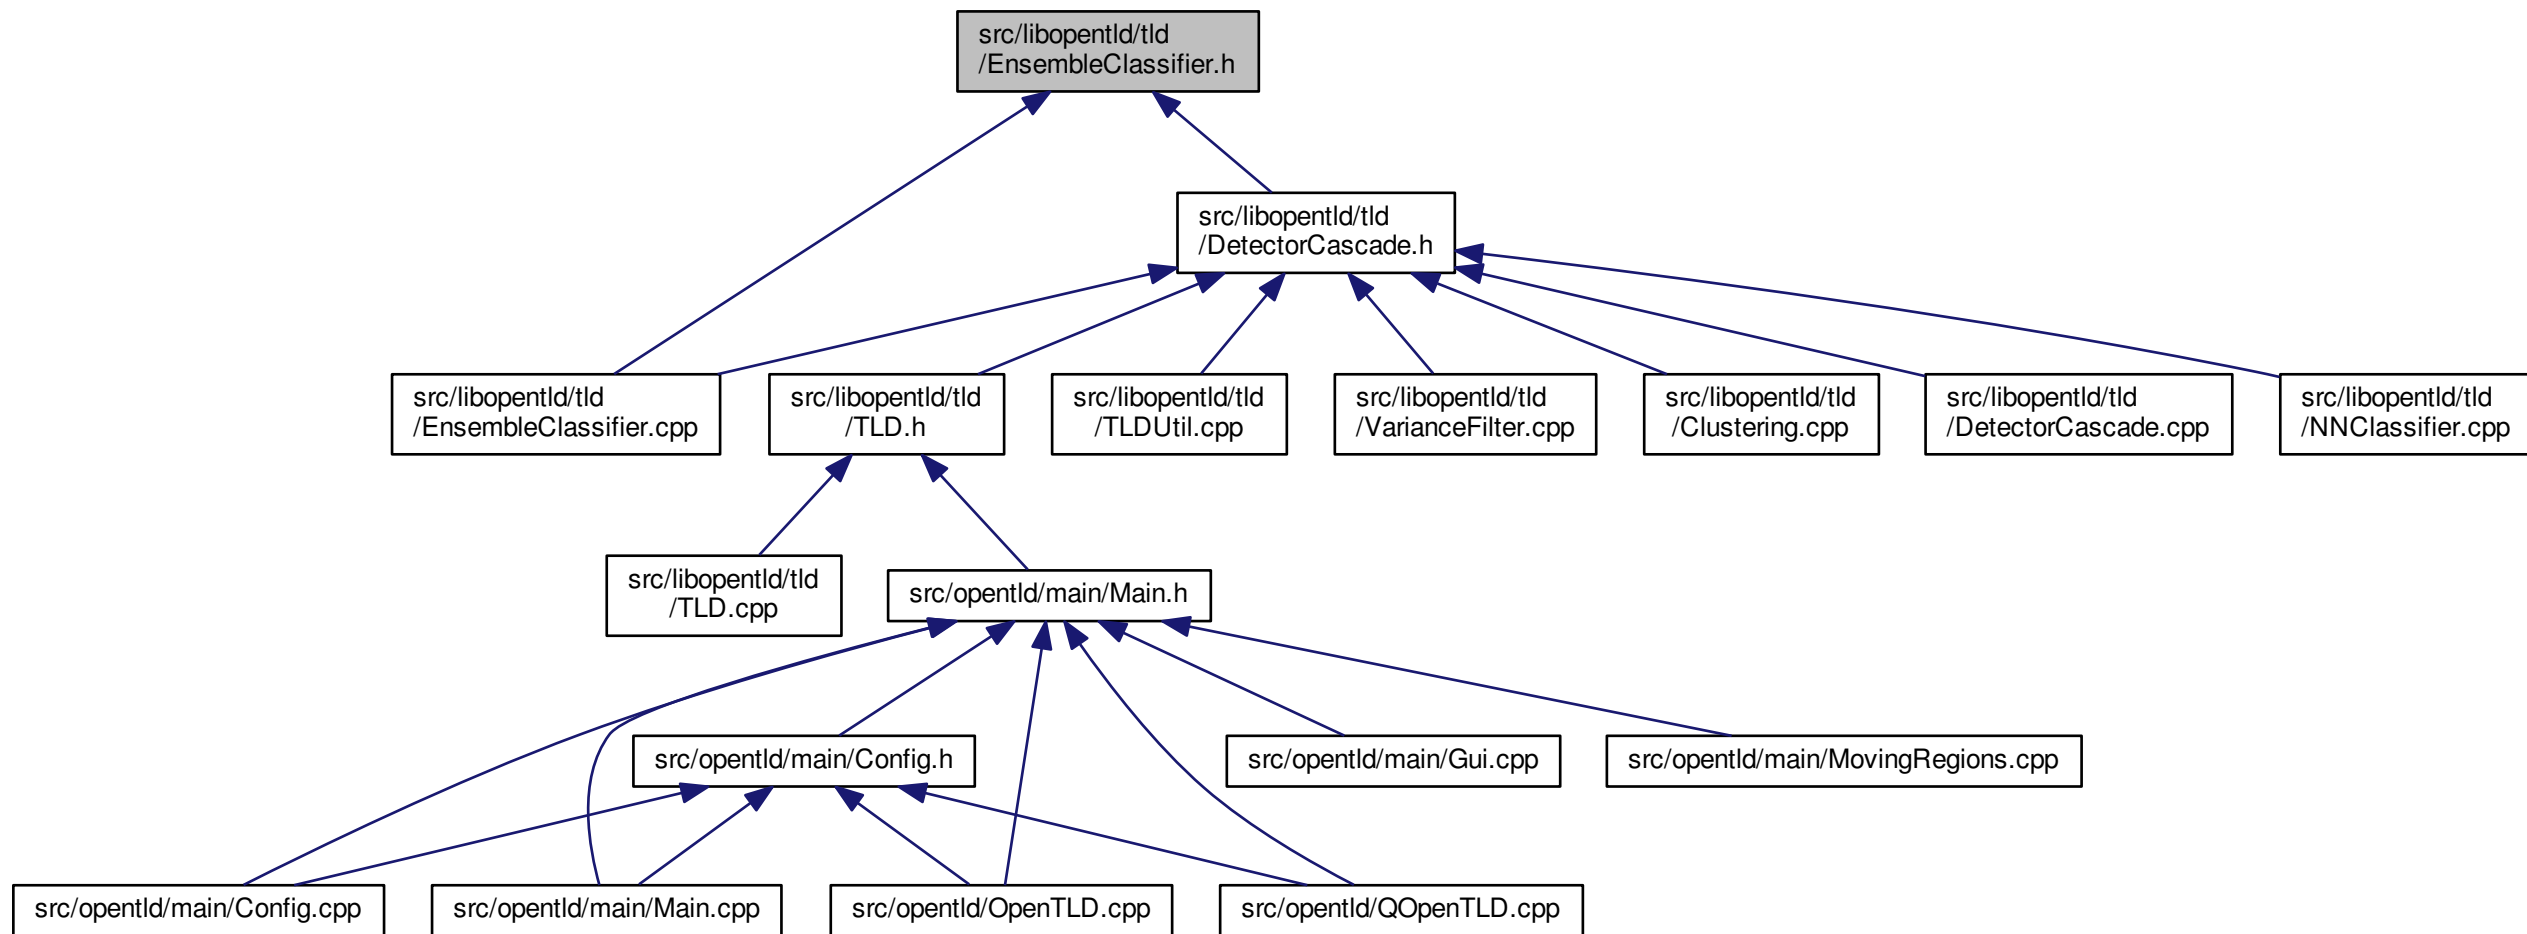 src/libopentld/tld
/EnsembleClassifier.h
src/libopentld/tld
/DetectorCascade.h
src/libopentld/tld
/EnsembleClassifier.cpp
src/libopentld/tld
/TLD.h
src/libopentld/tld
/TLDUtil.cpp
src/libopentld/tld
/VarianceFilter.cpp
src/libopentld/tld
/Clustering.cpp
src/libopentld/tld
/DetectorCascade.cpp
src/libopentld/tld
/NNClassifier.cpp
src/libopentld/tld
/TLD.cpp
src/opentld/main/Main.h
src/opentld/main/Config.h
src/opentld/main/Gui.cpp
src/opentld/main/MovingRegions.cpp
src/opentld/main/Config.cpp
src/opentld/main/Main.cpp
src/opentld/OpenTLD.cpp
src/opentld/QOpenTLD.cpp